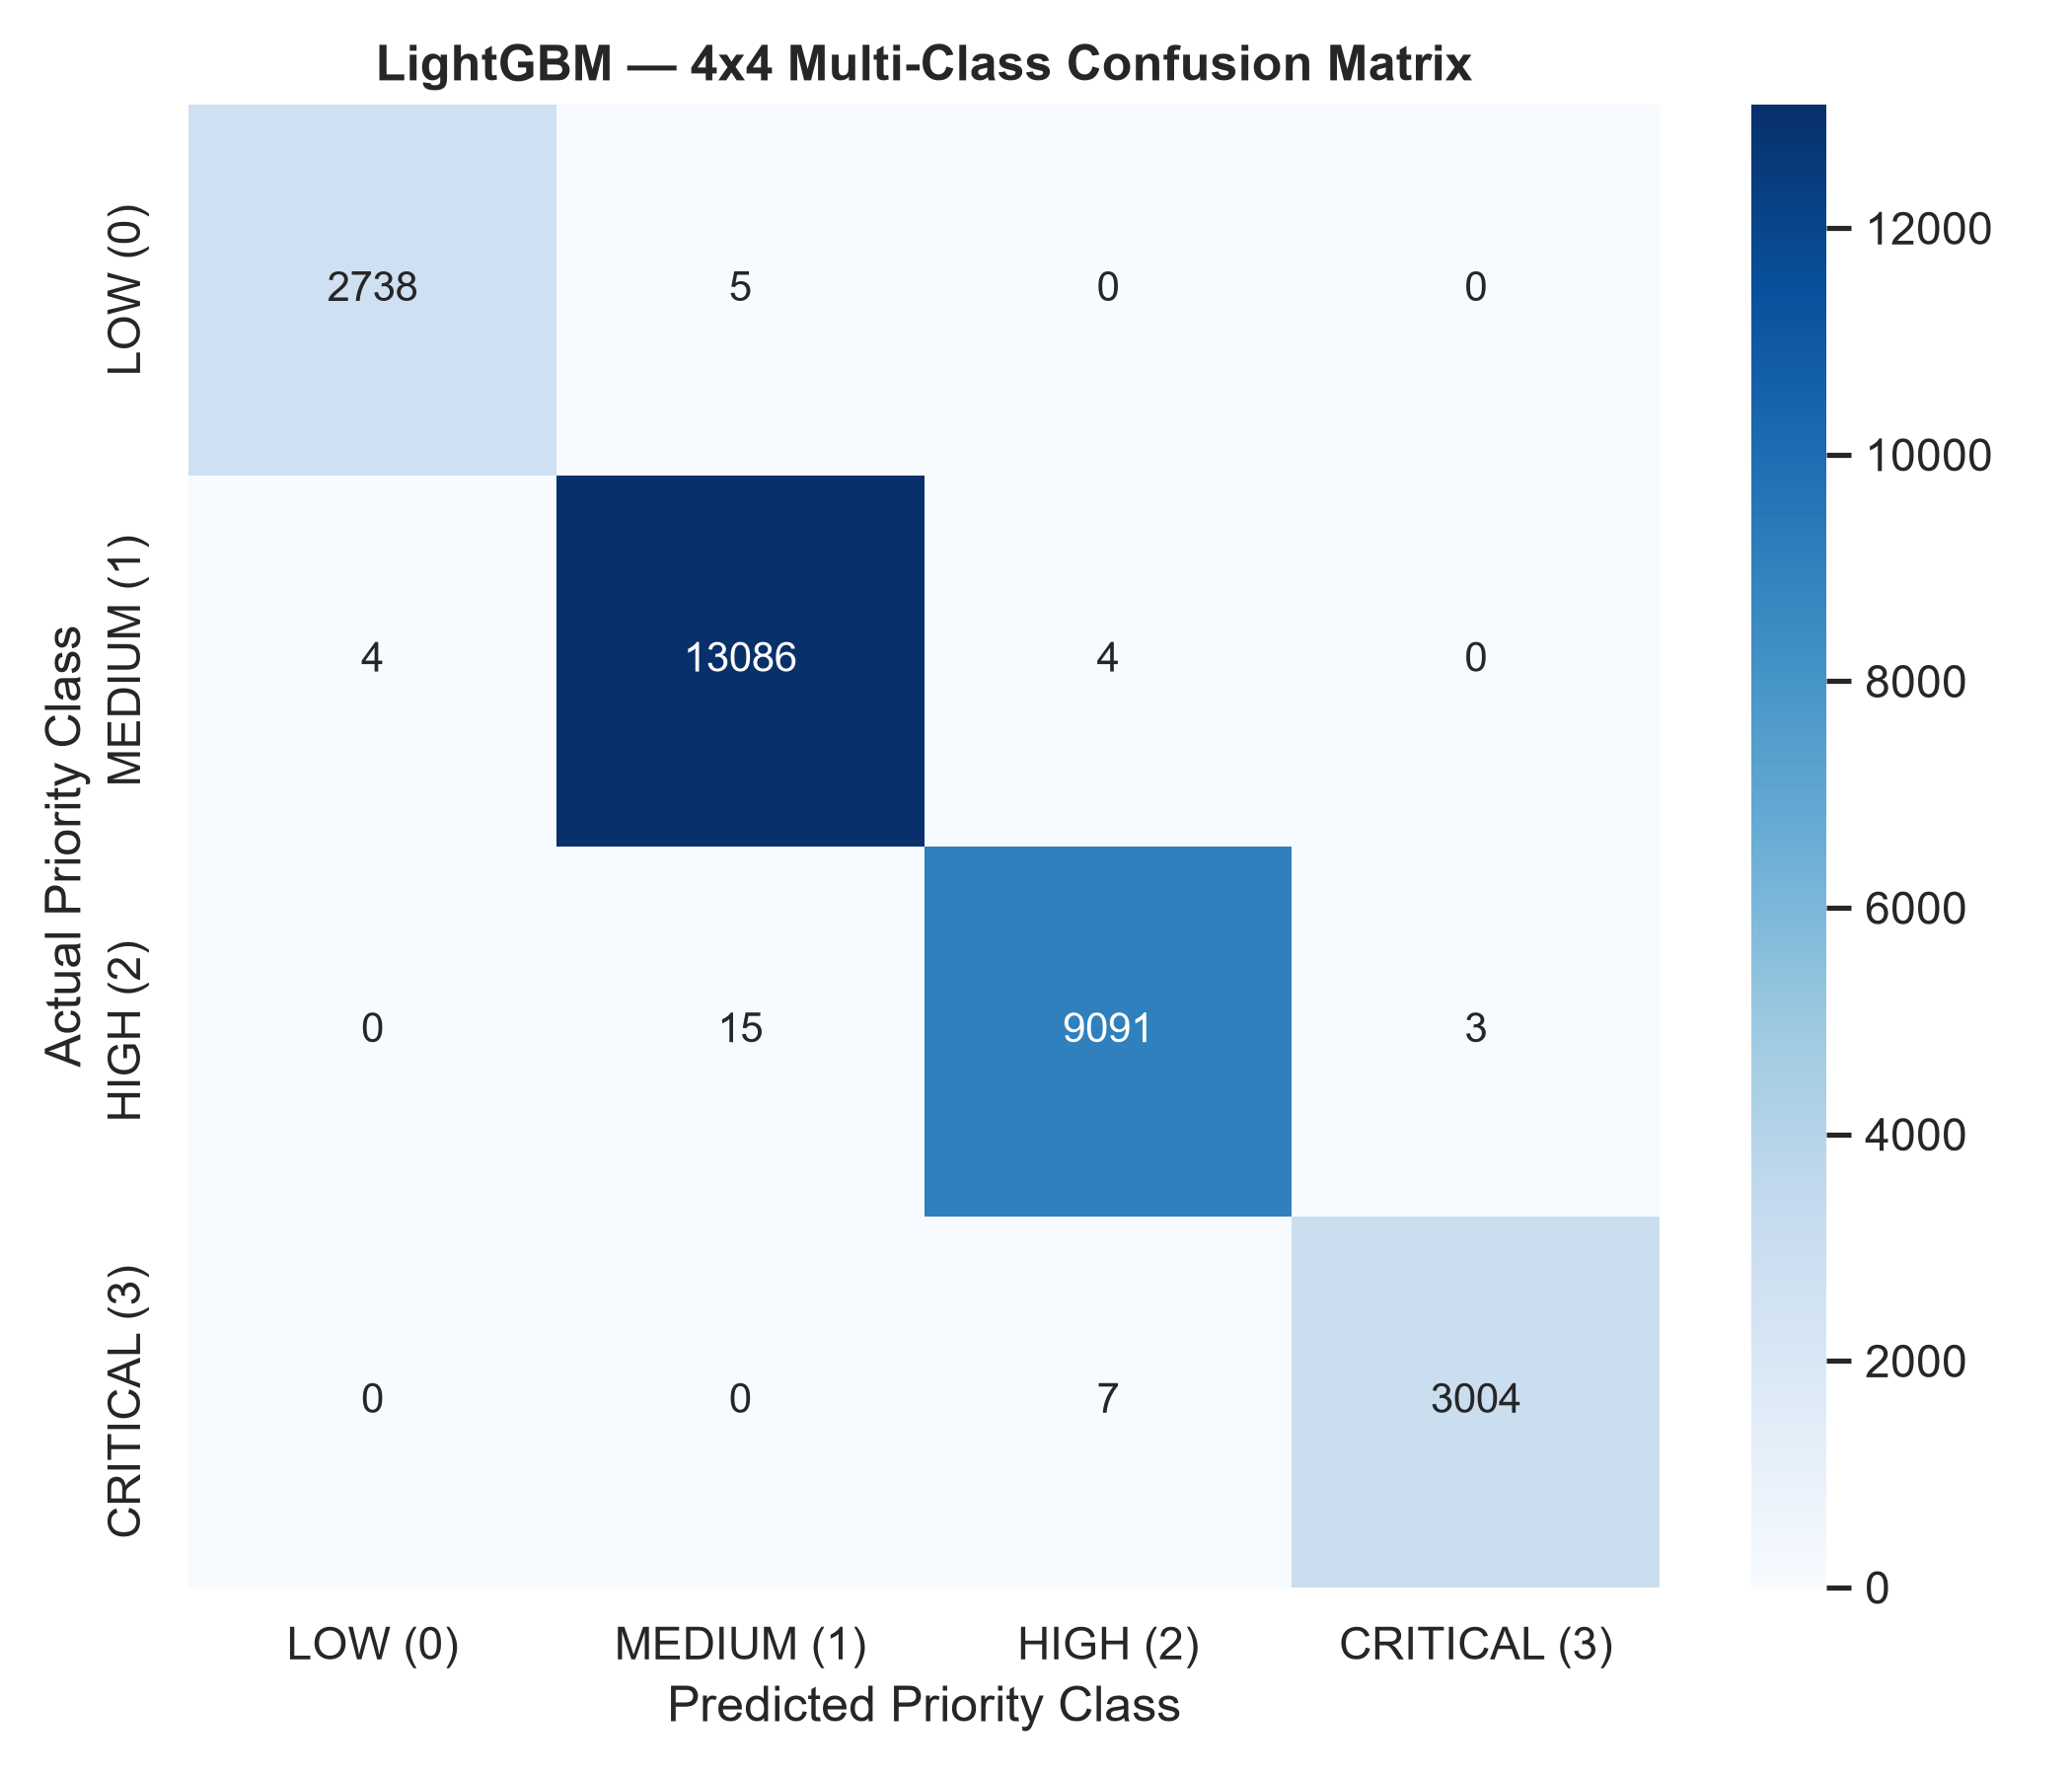 LightGBM — 4x4 Multi-Class Confusion Matrix
Actual Priority Class
LOW (0)
2738 5 0 0
MEDIUM (1)
4 13086 4 0
HIGH (2)
0 15 9091 3
CRITICAL (3)
0 0 7 3004
LOW (0) MEDIUM (1) HIGH (2) CRITICAL (3)
Predicted Priority Class
12000
10000
8000
6000
4000
2000
0